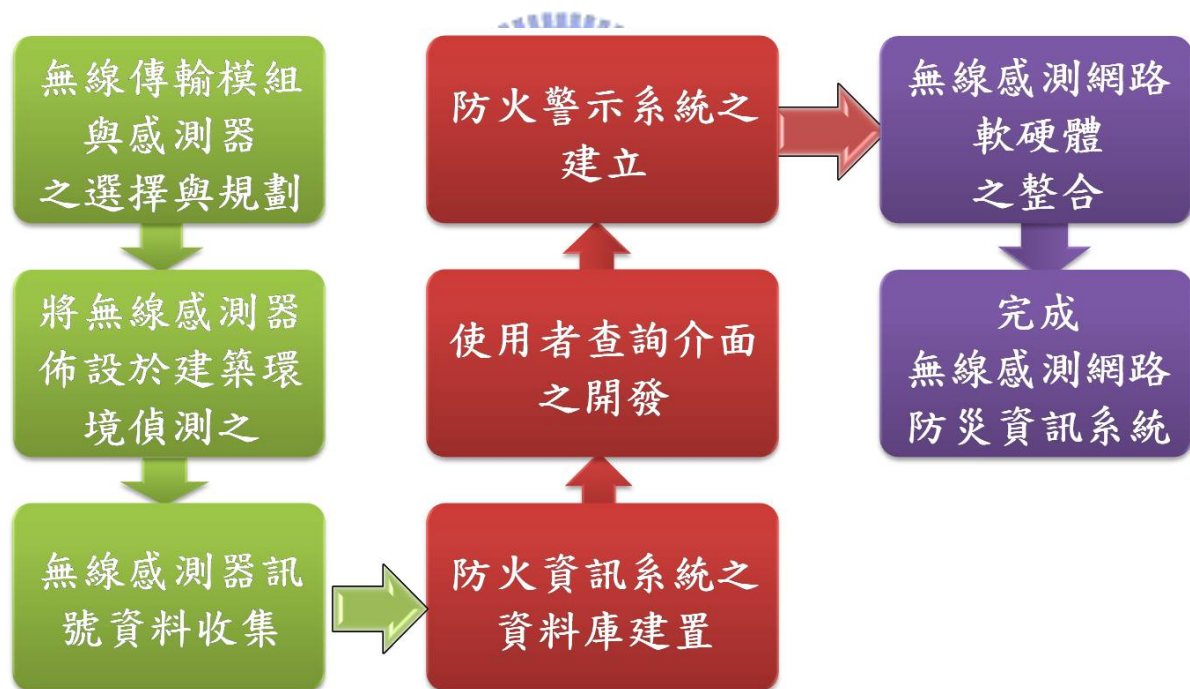 無線傳輸模組
與感測器
之選擇與規劃
將無線感測器
佈設於建築環
境偵測之
無線感測器訊
號資料收集
防火資訊系統之
資料庫建置
使用者查詢介面
之開發
防火警示系統之
建立
無線感測網路
軟硬體
之整合
完成
無線感測網路
防災資訊系統